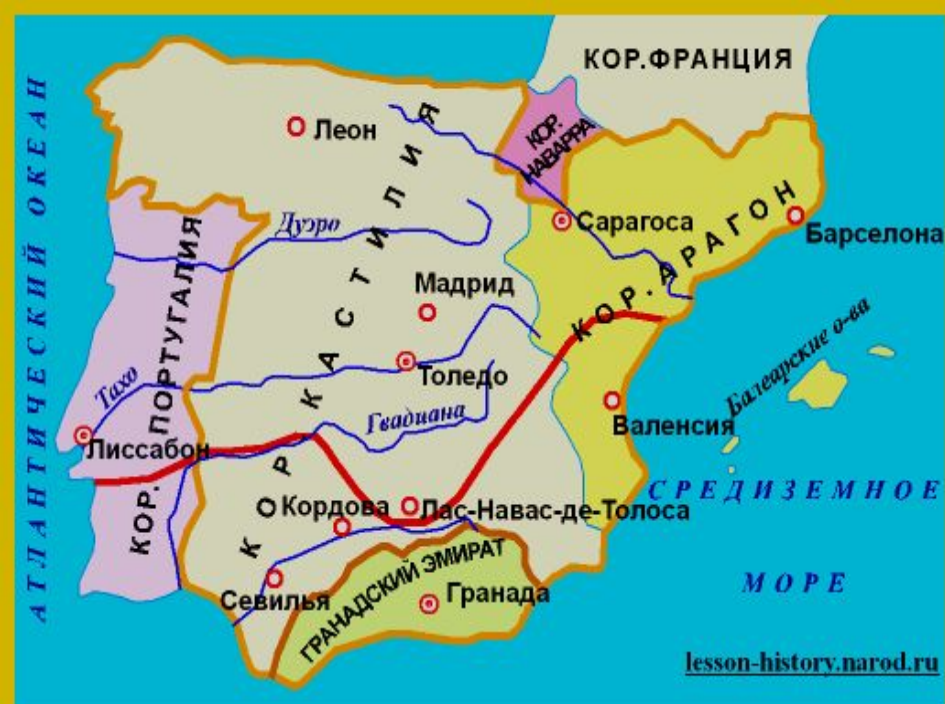 КОР.ФРАНЦИЯ
КОР.
НАВАРРА
Леон
АТЛАНТИЧЕСКИЙ ОКЕАН
КОР. КАСТИЛИЯ
Дуэро
Сарагоса
КОР. АРАГОН
Барселона
КОР. ПОРТУГАЛИЯ
Мадрид
Толедо
Тахо
Гвадиана
Балеарские о-ва
Валенсия
Лиссабон
СРЕДИЗЕМНОЕ
МОРЕ
Кордова
Лас-Навас-де-Толоса
Севилья
ГРАНАДСКИЙ ЭМИРАТ
Гранада
lesson-history.narod.ru